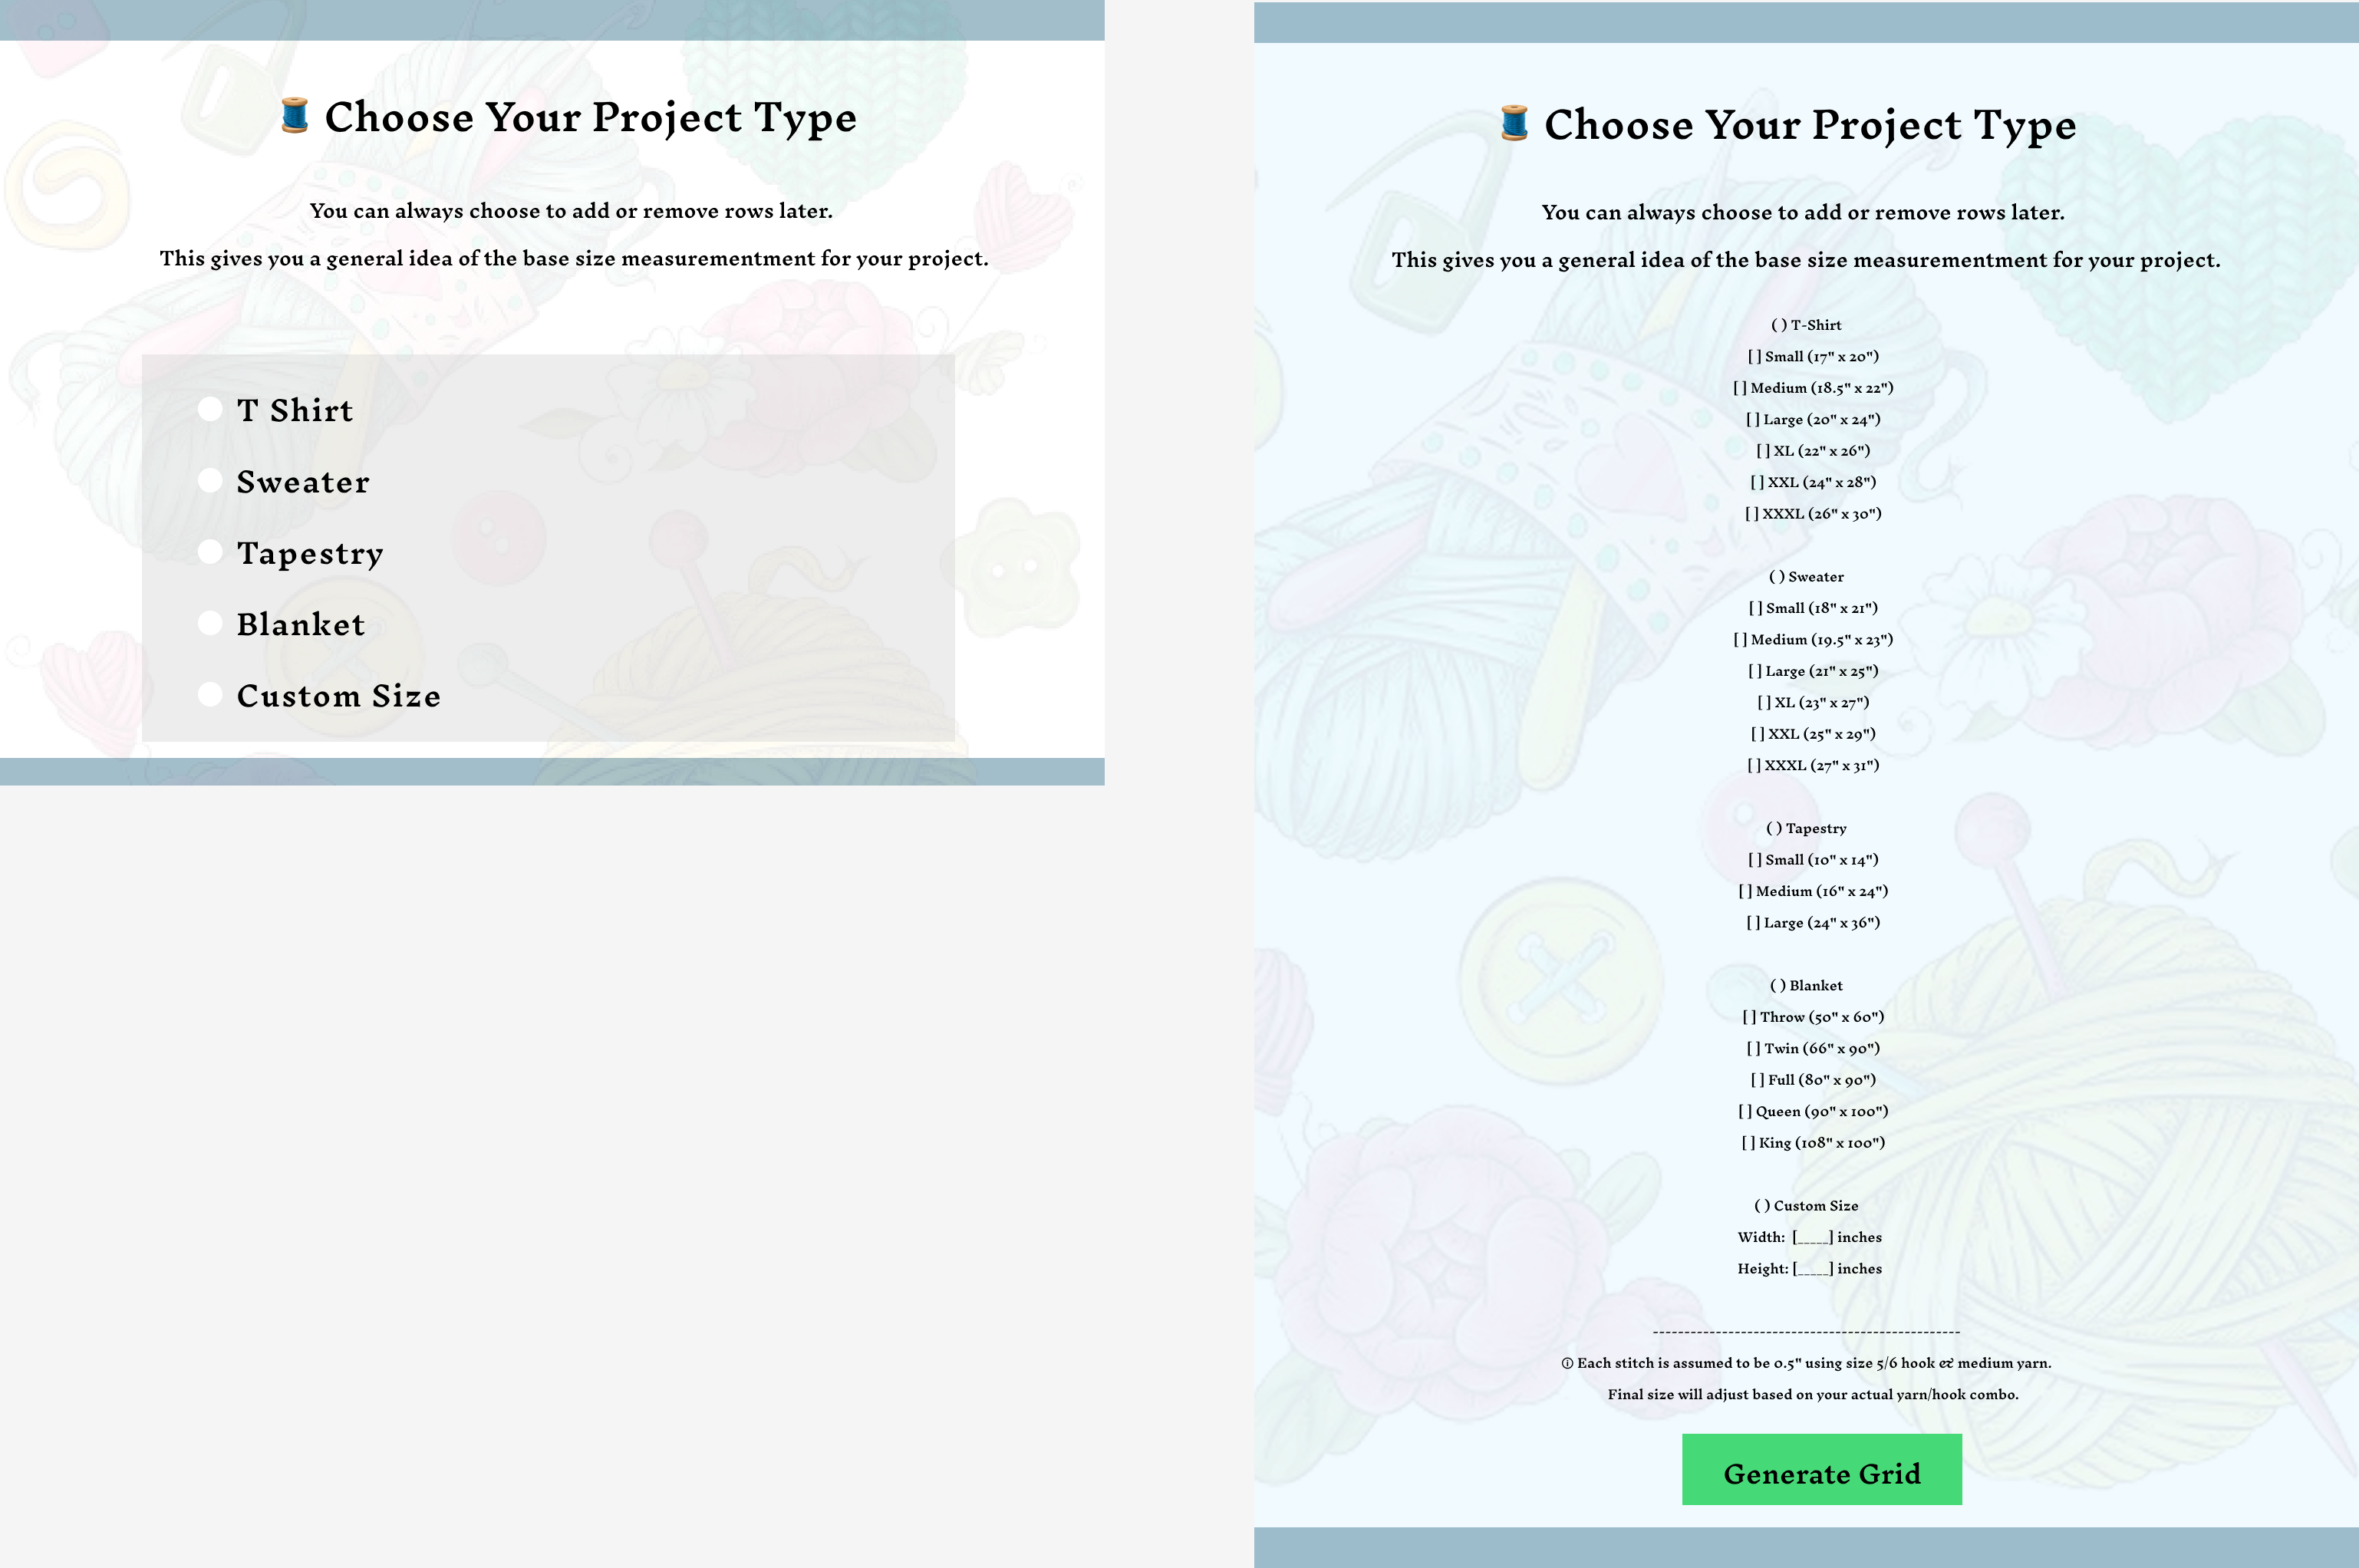 Choose Your Project Type
You can always choose to add or remove rows later.
This gives you a general idea of the base size measurementment for your project.
T Shirt
Sweater
Tapestry
Blanket
Custom Size
Choose Your Project Type
You can always choose to add or remove rows later.
This gives you a general idea of the base size measurementment for your project.
( ) T-Shirt
[ ] Small (17" x 20")
[ ] Medium (18.5" x 22")
[ ] Large (20" x 24")
[ ] XL (22" x 26")
[ ] XXL (24" x 28")
[ ] XXXL (26" x 30")
( ) Sweater
[ ] Small (18" x 21")
[ ] Medium (19.5" x 23")
[ ] Large (21" x 25")
[ ] XL (23" x 27")
[ ] XXL (25" x 29")
[ ] XXXL (27" x 31")
( ) Tapestry
[ ] Small (10" x 14")
[ ] Medium (16" x 24")
[ ] Large (24" x 36")
( ) Blanket
[ ] Throw (50" x 60")
[ ] Twin (66" x 90")
[ ] Full (80" x 90")
[ ] Queen (90" x 100")
[ ] King (108" x 100")
( ) Custom Size
Width: [_____] inches
Height: [_____] inches
--------------------------------------------------
ⓘ Each stitch is assumed to be 0.5" using size 5/6 hook & medium yarn.
Final size will adjust based on your actual yarn/hook combo.
Generate Grid